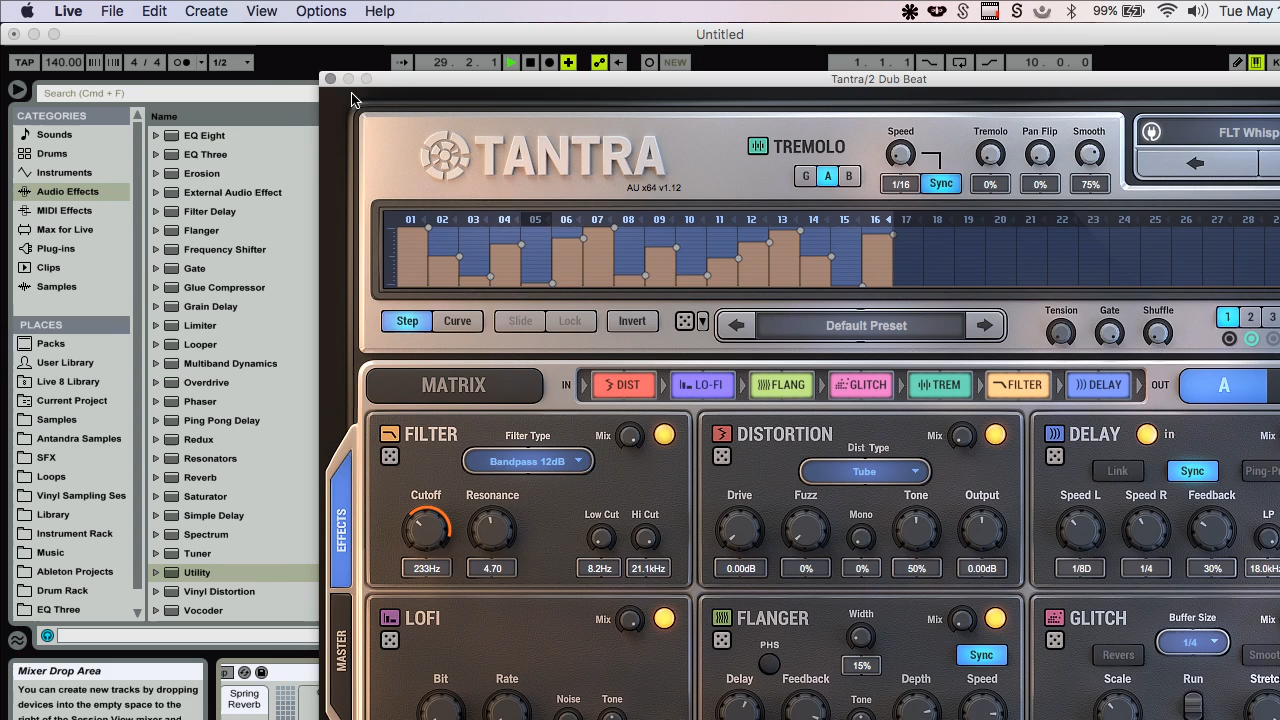 Live File Edit Create View Options Help
99% Tue May 1
Untitled
TAP 140.00 4 / 4 1/2 29. 2. 1 NEW 1. 1. 1 10. 0. 0 K
Tantra/2 Dub Beat
Search (Cmd + F)
CATEGORIES
Sounds
Drums
Instruments
Audio Effects
MIDI Effects
Max for Live
Plug-ins
Clips
Samples
PLACES
Packs
User Library
Live 8 Library
Current Project
Samples
Antandra Samples
SFX
Loops
Vinyl Sampling Ses
Library
Instrument Rack
Music
Ableton Projects
Drum Rack
EQ Three
Name
EQ Eight
EQ Three
Erosion
External Audio Effect
Filter Delay
Flanger
Frequency Shifter
Gate
Glue Compressor
Grain Delay
Limiter
Looper
Multiband Dynamics
Overdrive
Phaser
Ping Pong Delay
Redux
Resonators
Reverb
Saturator
Simple Delay
Spectrum
Tuner
Utility
Vinyl Distortion
Vocoder
Mixer Drop Area
You can create new tracks by dropping
devices into the empty space to the
right of the Session View mixer and
Spring
Reverb
TANTRA
AU x64 v1.12
TREMOLO
G A B
Speed
1/16 Sync
Tremolo Pan Flip Smooth
0% 0% 75%
FLT Whisp
01 02 03 04 05 06 07 08 09 10 11 12 13 14 15 16 17 18 19 20 21 22 23 24 25 26 27 28 29
Step Curve Slide Lock Invert
Default Preset
Tension Gate Shuffle
1 2 3
MATRIX
IN DIST LO-FI FLANG GLITCH TREM FILTER DELAY OUT
A
EFFECTS
MASTER
FILTER
Filter Type
Bandpass 12dB
Mix
Cutoff Resonance Low Cut Hi Cut
233Hz 4.70 8.2Hz 21.1kHz
DISTORTION
Dist Type
Tube
Mix
Drive Fuzz Mono Tone Output
0.00dB 0% 0% 50% 0.00dB
DELAY
in
Mix
Link Sync Ping-P
Speed L Speed R Feedback LP
1/8D 1/4 30% 18.0kH
LOFI
Mix
Bit Rate Noise Tone
FLANGER
Width
15%
Mix
PHS
Sync
Delay Feedback Tone Depth Speed
GLITCH
Buffer Size
1/4
Mix
Revers Smoot
Scale Run Stretc